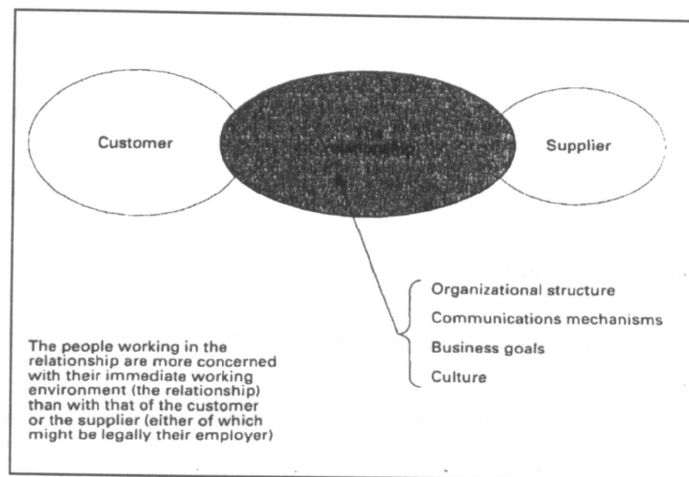 Customer
Supplier
Organizational structure
Communications mechanisms
Business goals
Culture
The people working in the
relationship are more concerned
with their immediate working
environment (the relationship)
than with that of the customer
or the supplier (either of which
might be legally their employer)